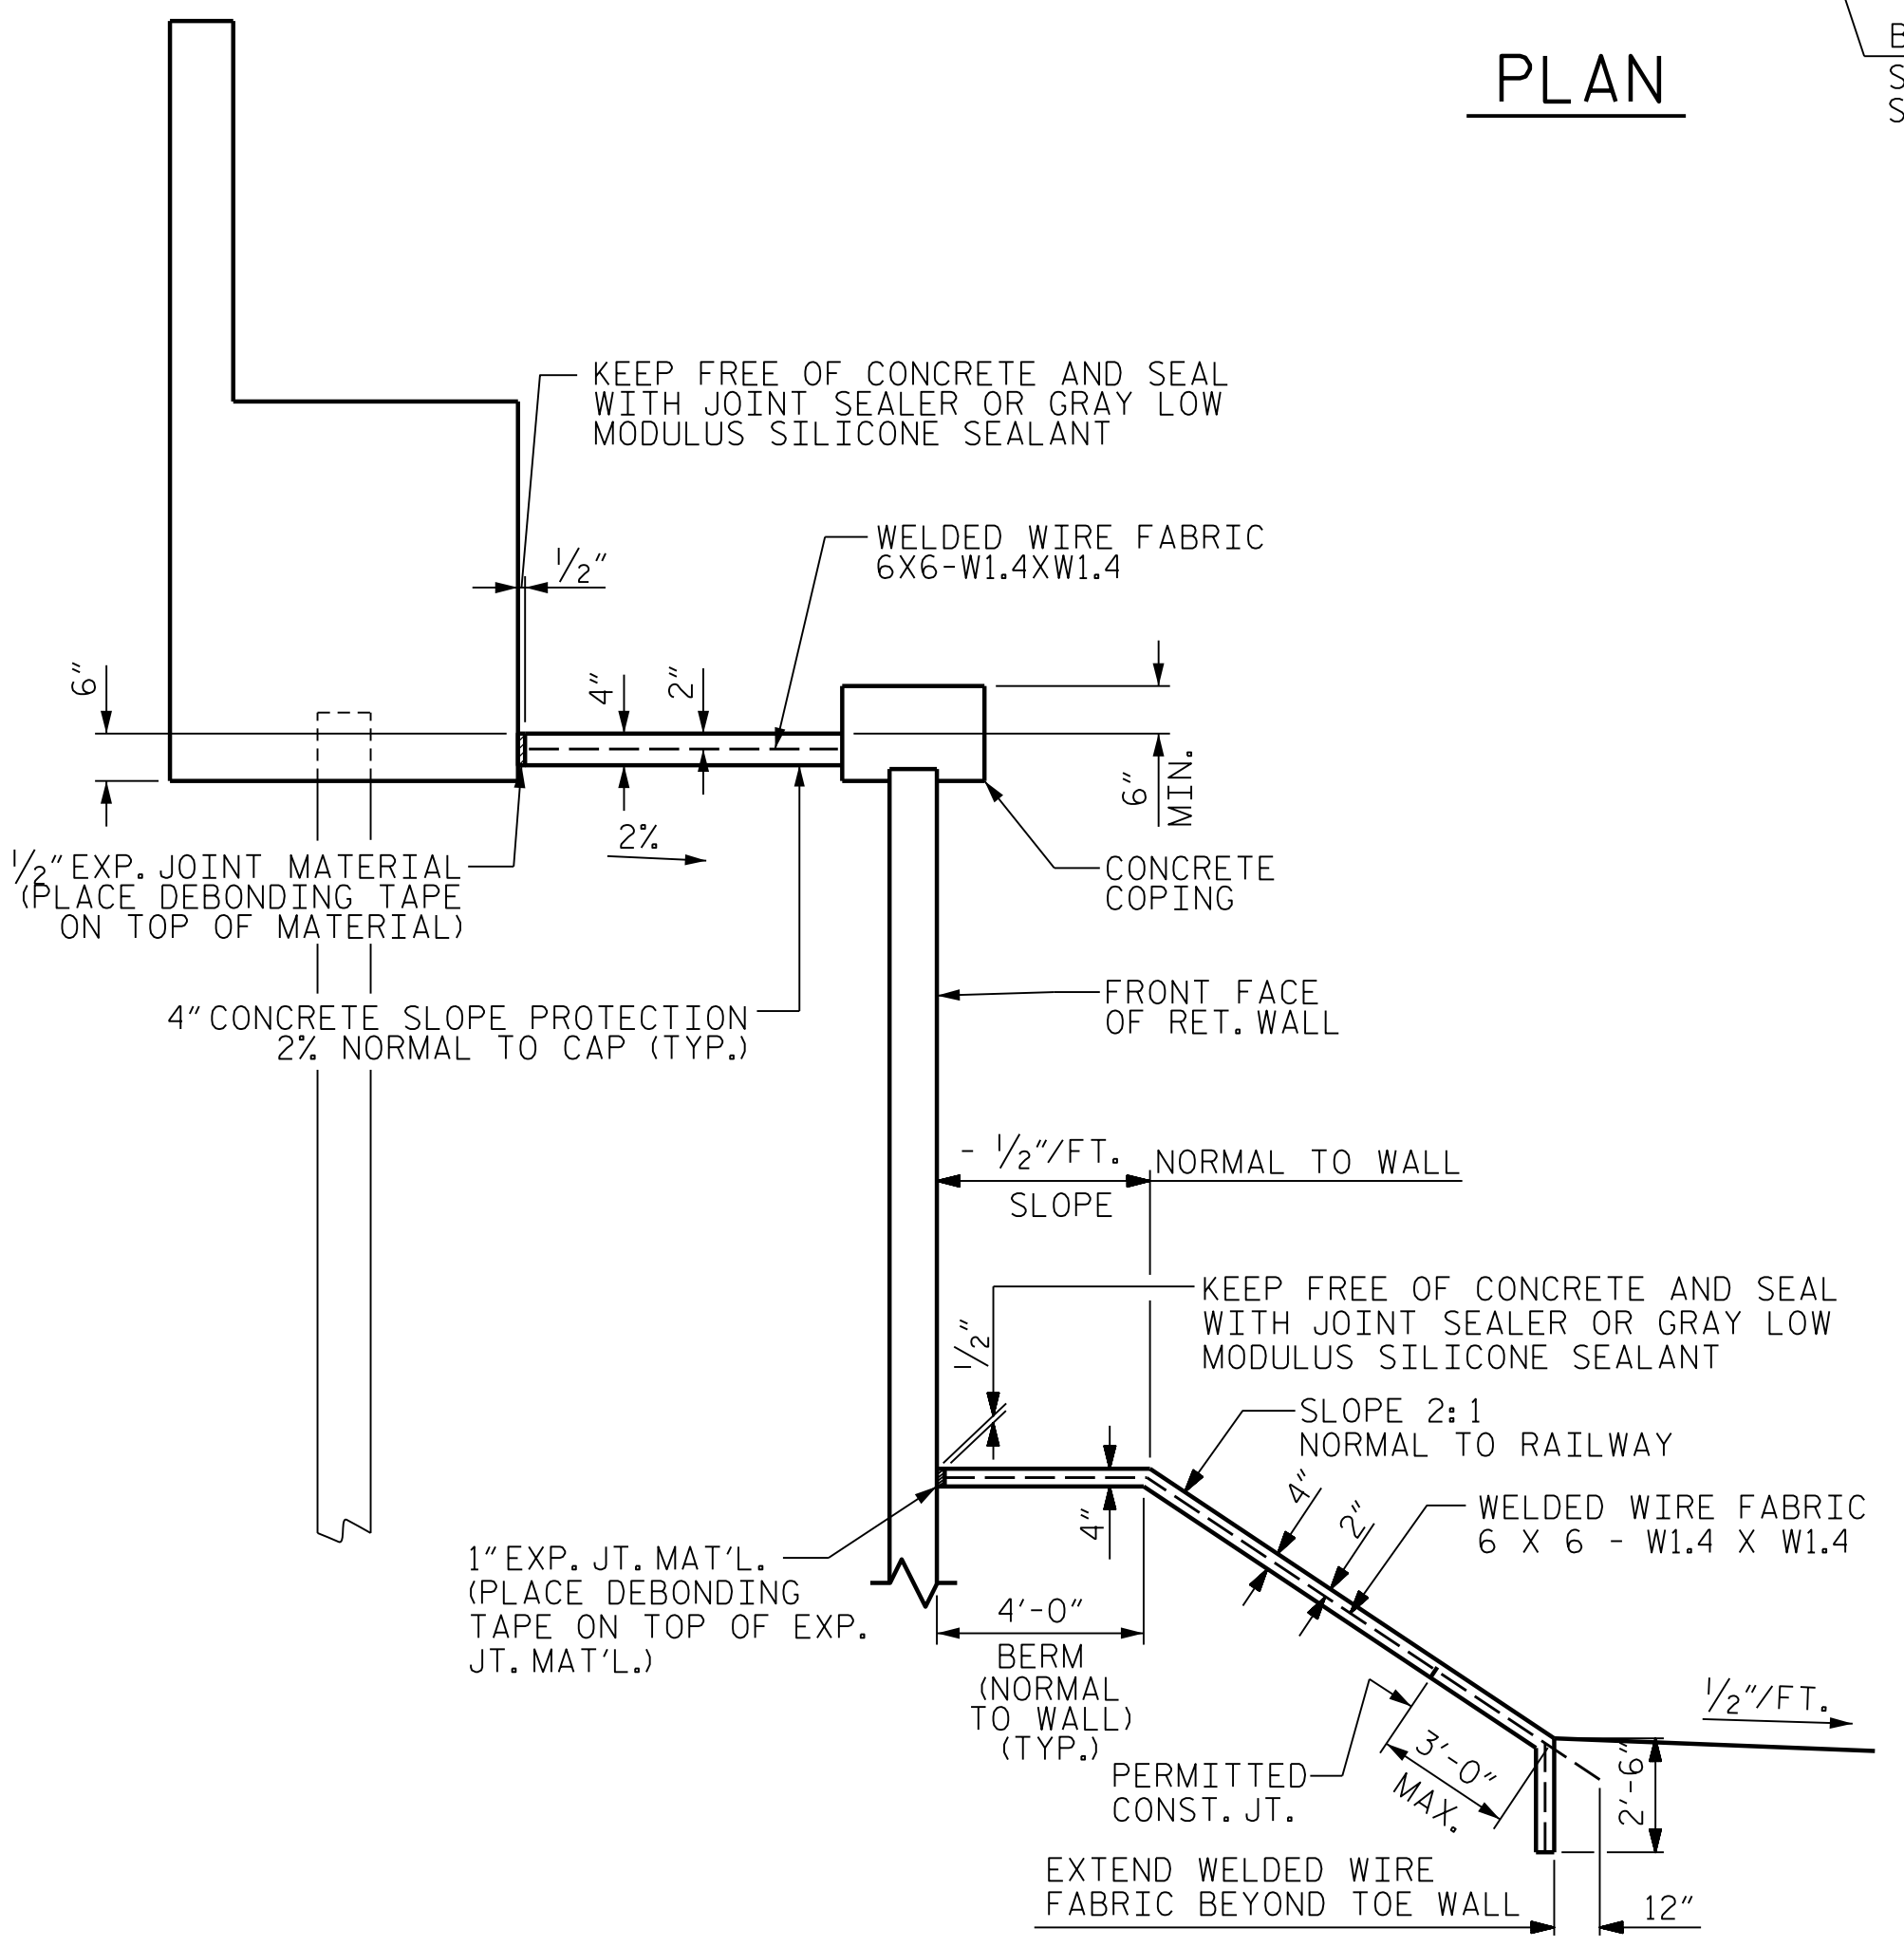 PLAN
B
S
S
KEEP FREE OF CONCRETE AND SEAL
WITH JOINT SEALER OR GRAY LOW
MODULUS SILICONE SEALANT
WELDED WIRE FABRIC
6X6-W1.4XW1.4
1/2"
6"
4"
2"
6"
MIN.
2%
1/2" EXP. JOINT MATERIAL
(PLACE DEBONDING TAPE
ON TOP OF MATERIAL)
CONCRETE
COPING
4" CONCRETE SLOPE PROTECTION
2% NORMAL TO CAP (TYP.)
FRONT FACE
OF RET. WALL
- 1/2"/FT.
NORMAL TO WALL
SLOPE
KEEP FREE OF CONCRETE AND SEAL
WITH JOINT SEALER OR GRAY LOW
MODULUS SILICONE SEALANT
1/2"
SLOPE 2:1
NORMAL TO RAILWAY
4"
2"
WELDED WIRE FABRIC
6 X 6 - W1.4 X W1.4
4"
1" EXP. JT. MAT'L.
(PLACE DEBONDING
TAPE ON TOP OF EXP.
JT. MAT'L.)
4'-0"
BERM
(NORMAL
TO WALL)
(TYP.)
1/2"/FT.
PERMITTED
CONST. JT.
3'-0"
MAX.
2'-6"
EXTEND WELDED WIRE
FABRIC BEYOND TOE WALL
12"